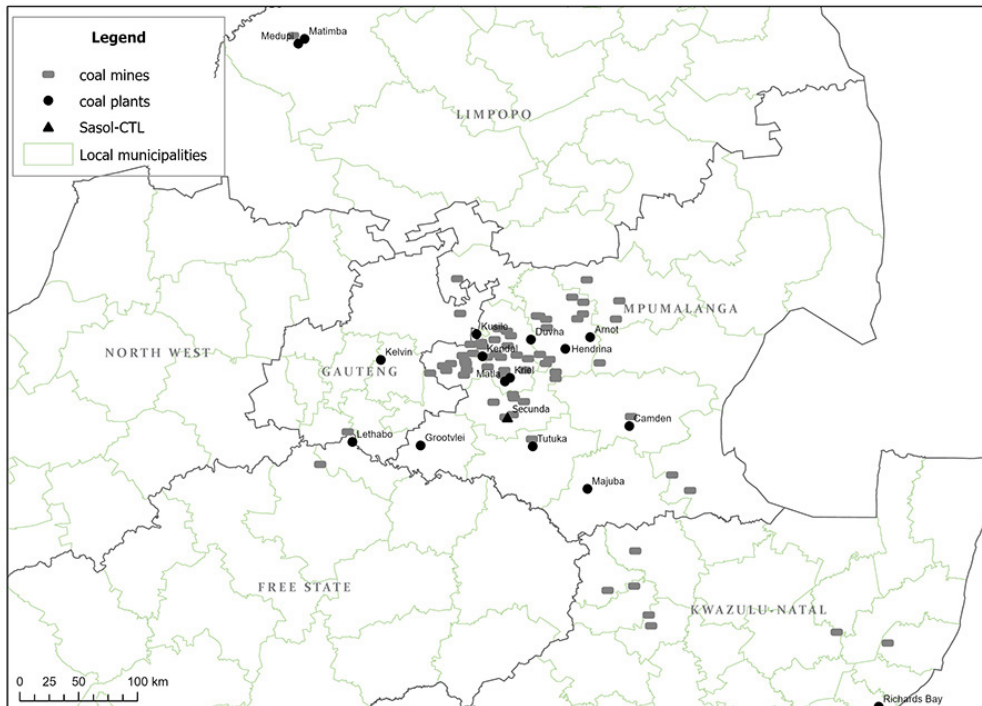 Legend
coal mines
coal plants
Sasol-CTL
Local municipalities
Medupi
Matimba
LIMPOPO
MPUMALANGA
NORTH WEST
GAUTENG
Kelvin
Kusile
Kendal
Duvha
Arnot
Hendrina
Matla
Kriel
Secunda
Camden
Lethabo
Grootvlei
Tutuka
Majuba
FREE STATE
KWAZULU-NATAL
0 25 50 100 km
Richards Bay